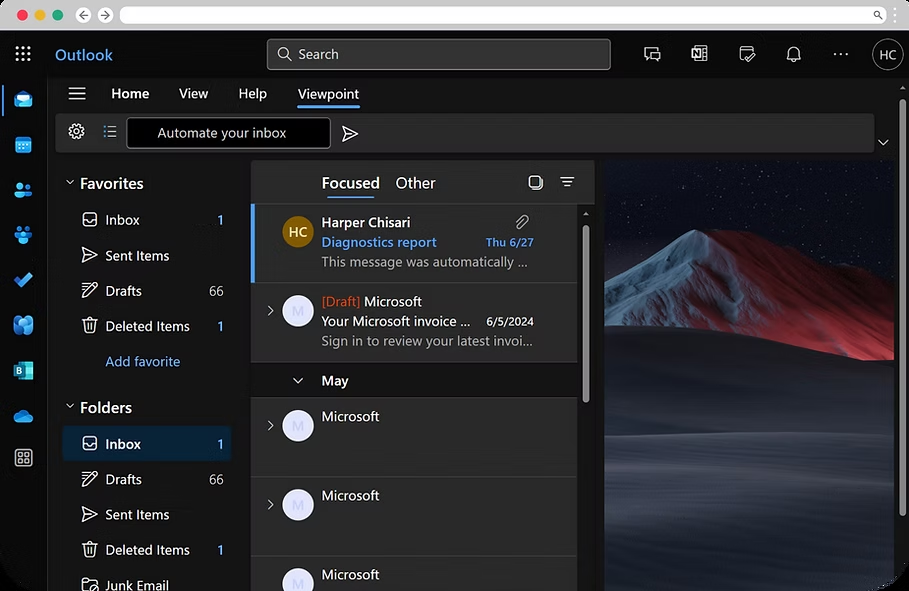 Outlook
Search
HC
Home View Help Viewpoint
Automate your inbox
Favorites
Inbox 1
Sent Items
Drafts 66
Deleted Items 1
Add favorite
Folders
Inbox 1
Drafts 66
Sent Items
Deleted Items 1
Junk Email
Focused Other
HC
Harper Chisari
Diagnostics report Thu 6/27
This message was automatically ...
M
[Draft] Microsoft
Your Microsoft invoice ... 6/5/2024
Sign in to review your latest invoi...
May
M
Microsoft
M
Microsoft
M
Microsoft
N
B